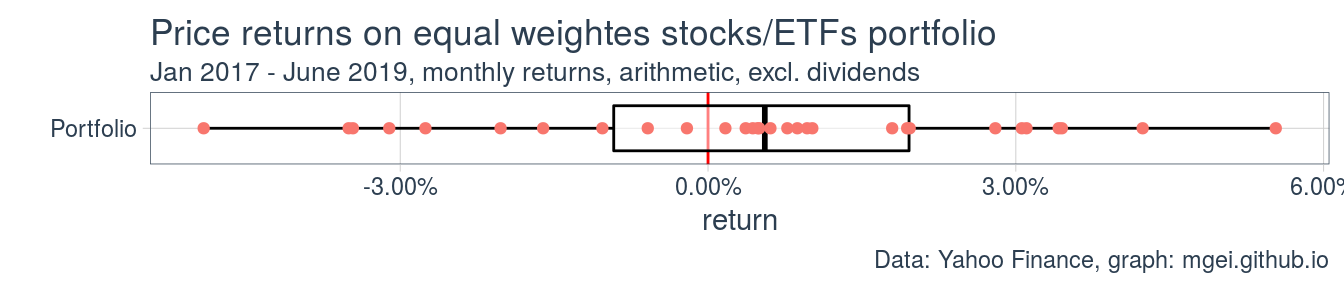 Price returns on equal weightes stocks/ETFs portfolio
Jan 2017 - June 2019, monthly returns, arithmetic, excl. dividends
Portfolio
-3.00% 0.00% 3.00% 6.00%
return
Data: Yahoo Finance, graph: mgei.github.io